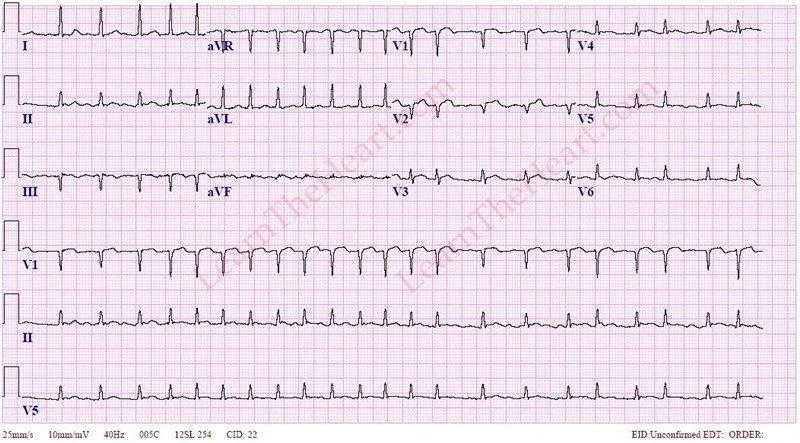 I aVR V1 V4
II aVL V2 V5
III aVF V3 V6
V1
II
V5
25mm/s 10mm/mV 40Hz 005C 12SL 254 CID: 22 EID:Unconfirmed EDT: ORDER:
LearnTheHeart.com
LearnTheHeart.com